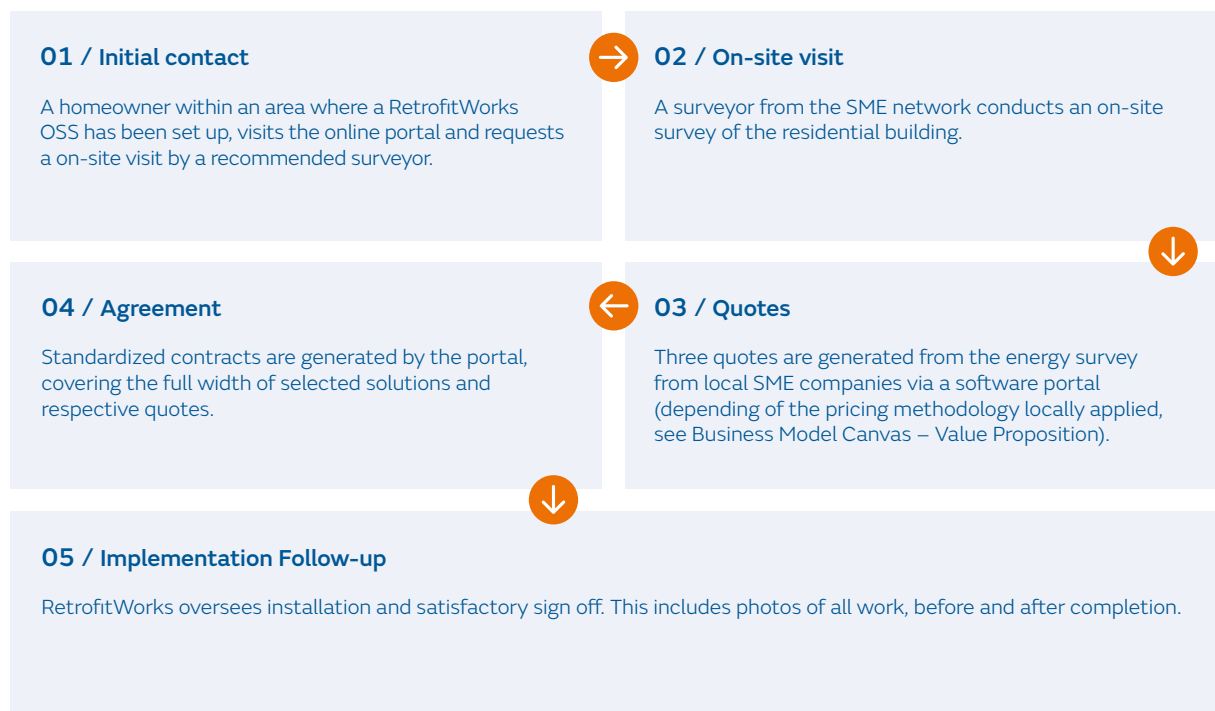 01 / Initial contact
A homeowner within an area where a RetrofitWorks
OSS has been set up, visits the online portal and requests
a on-site visit by a recommended surveyor.
02 / On-site visit
A surveyor from the SME network conducts an on-site
survey of the residential building.
03 / Quotes
Three quotes are generated from the energy survey
from local SME companies via a software portal
(depending of the pricing methodology locally applied,
see Business Model Canvas – Value Proposition).
04 / Agreement
Standardized contracts are generated by the portal,
covering the full width of selected solutions and
respective quotes.
05 / Implementation Follow-up
RetrofitWorks oversees installation and satisfactory sign off. This includes photos of all work, before and after completion.